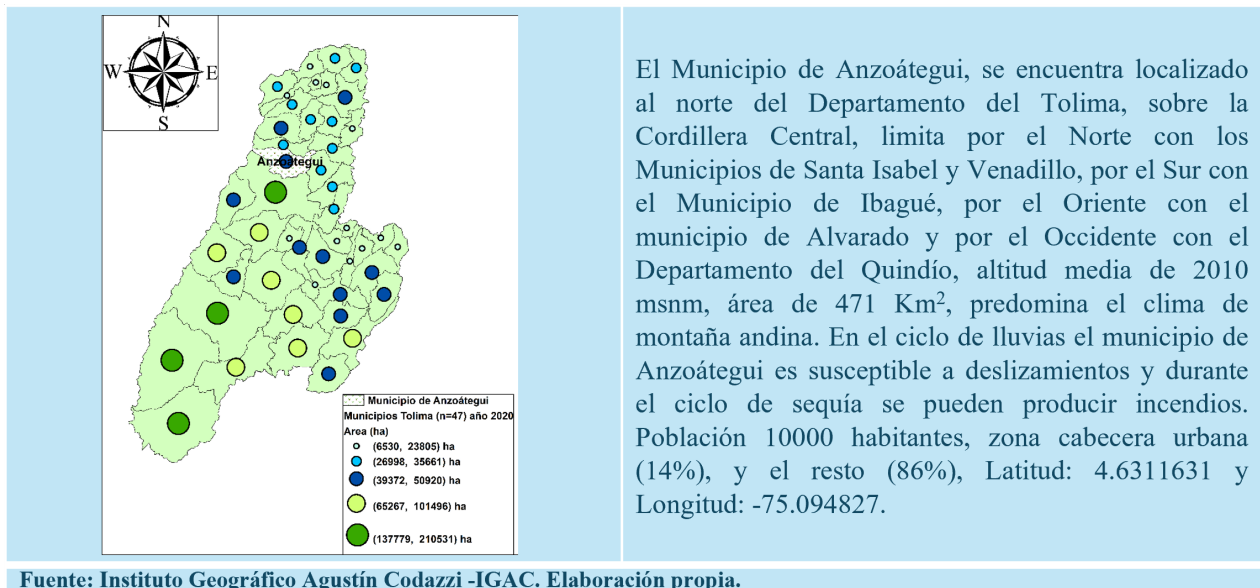 N
W
E
S
Anzoátegui
Municipio de Anzoátegui
Municipios Tolima (n=47) año 2020
Area (ha)
(6530, 23805) ha
(26998, 35661) ha
(39372, 50920) ha
(65267, 101496) ha
(137779, 210531) ha
El Municipio de Anzoátegui, se encuentra localizado
al norte del Departamento del Tolima, sobre la
Cordillera Central, limita por el Norte con los
Municipios de Santa Isabel y Venadillo, por el Sur con
el Municipio de Ibagué, por el Oriente con el
municipio de Alvarado y por el Occidente con el
Departamento del Quindío, altitud media de 2010
msnm, área de 471 Km², predomina el clima de
montaña andina. En el ciclo de lluvias el municipio de
Anzoátegui es susceptible a deslizamientos y durante
el ciclo de sequía se pueden producir incendios.
Población 10000 habitantes, zona cabecera urbana
(14%), y el resto (86%), Latitud: 4.6311631 y
Longitud: -75.094827.
Fuente: Instituto Geográfico Agustín Codazzi -IGAC. Elaboración propia.